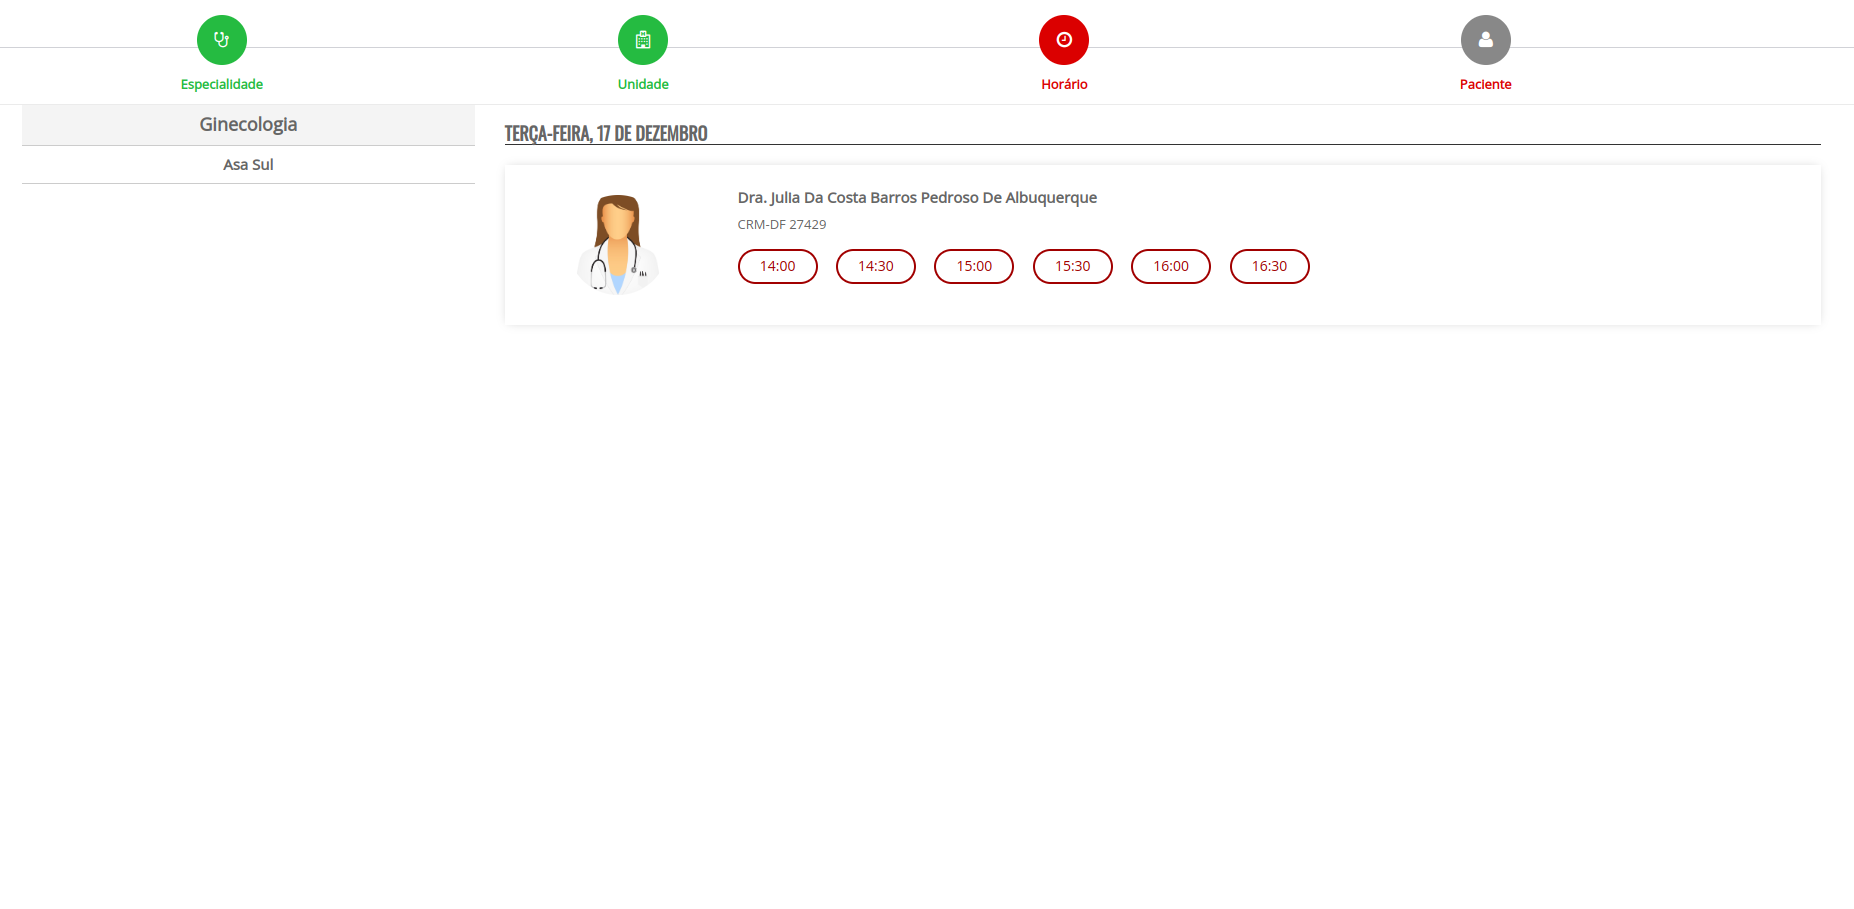 Especialidade
Unidade
Horário
Paciente
Ginecologia
Asa Sul
TERÇA-FEIRA, 17 DE DEZEMBRO
Dra. Julia Da Costa Barros Pedroso De Albuquerque
CRM-DF 27429
14:00 14:30 15:00 15:30 16:00 16:30